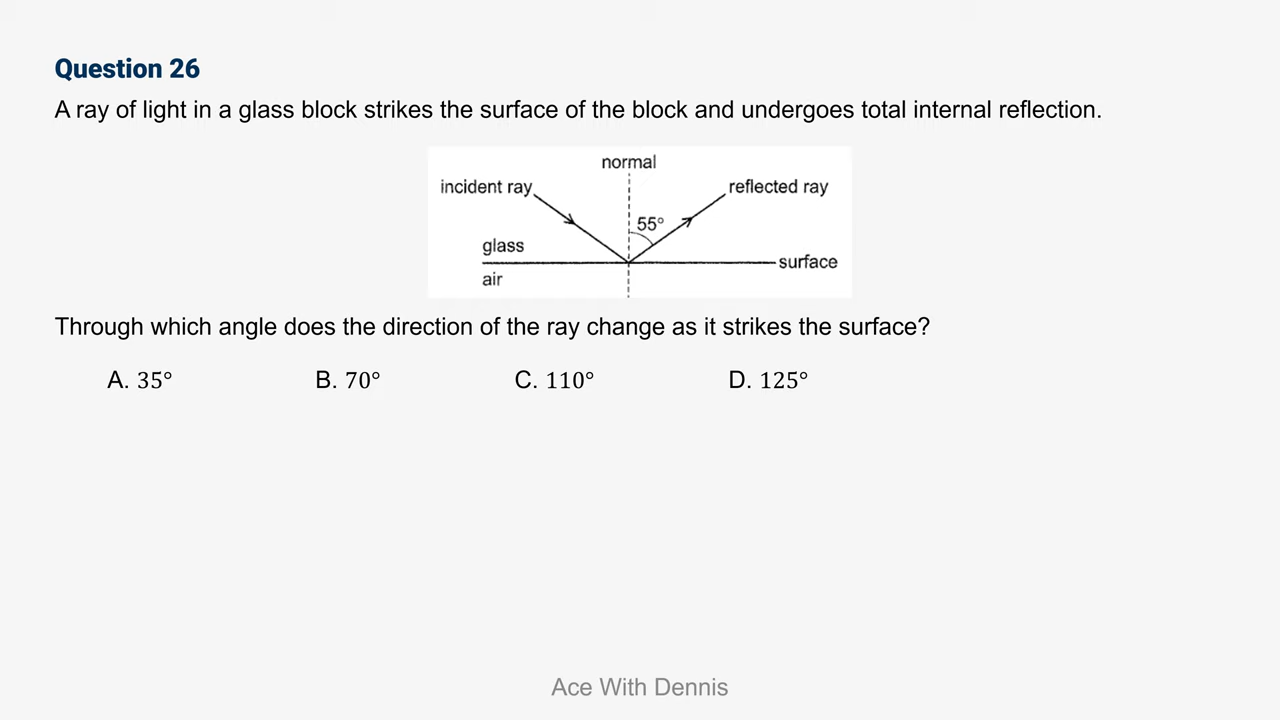 Question 26
A ray of light in a glass block strikes the surface of the block and undergoes total internal reflection.
normal
incident ray
reflected ray
55°
glass
surface
air
Through which angle does the direction of the ray change as it strikes the surface?
A. 35° B. 70° C. 110° D. 125°
Ace With Dennis